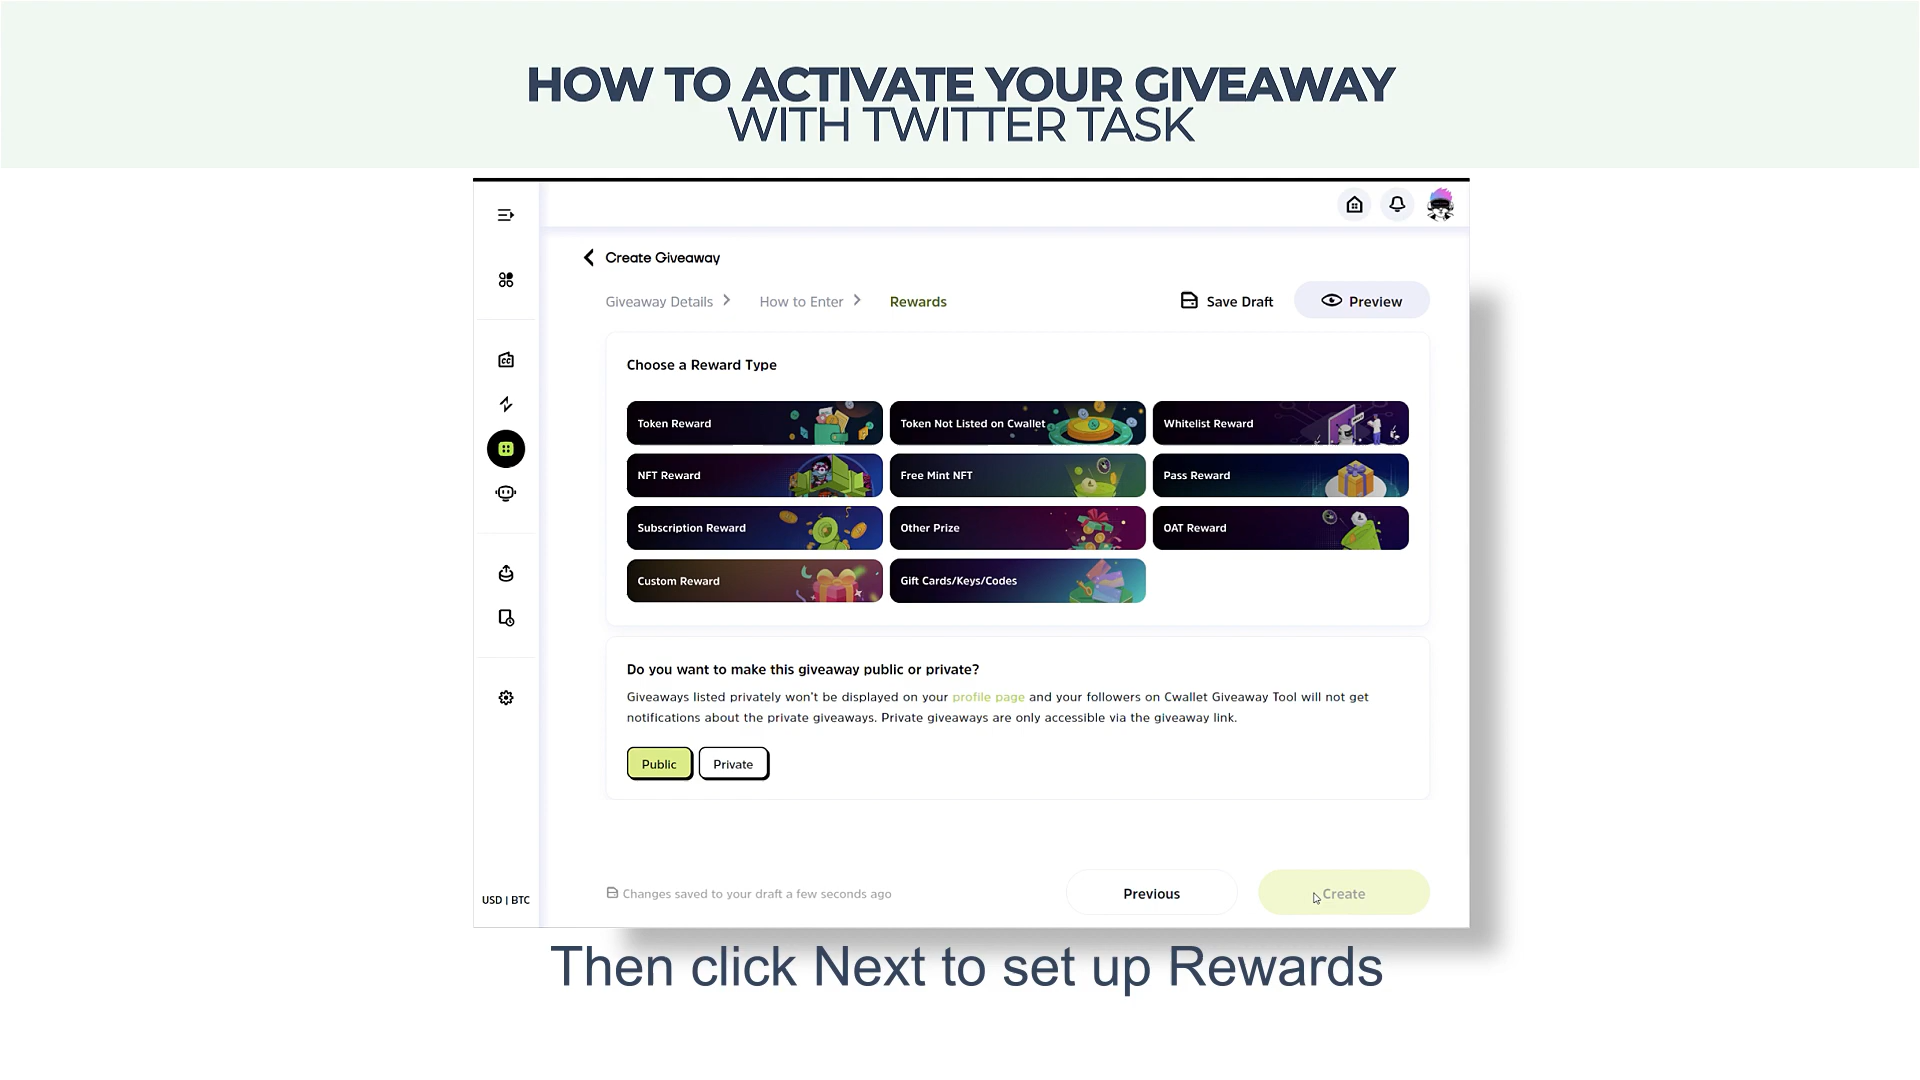 HOW TO ACTIVATE YOUR GIVEAWAY
WITH TWITTER TASK
Create Giveaway
Giveaway Details
How to Enter
Rewards
Save Draft
Preview
Choose a Reward Type
Token Reward
Token Not Listed on Cwallet
Whitelist Reward
NFT Reward
Free Mint NFT
Pass Reward
Subscription Reward
Other Prize
OAT Reward
Custom Reward
Gift Cards/Keys/Codes
Do you want to make this giveaway public or private?
Giveaways listed privately won't be displayed on your profile page and your followers on Cwallet Giveaway Tool will not get
notifications about the private giveaways. Private giveaways are only accessible via the giveaway link.
Public
Private
Changes saved to your draft a few seconds ago
Previous
Create
USD | BTC
Then click Next to set up Rewards